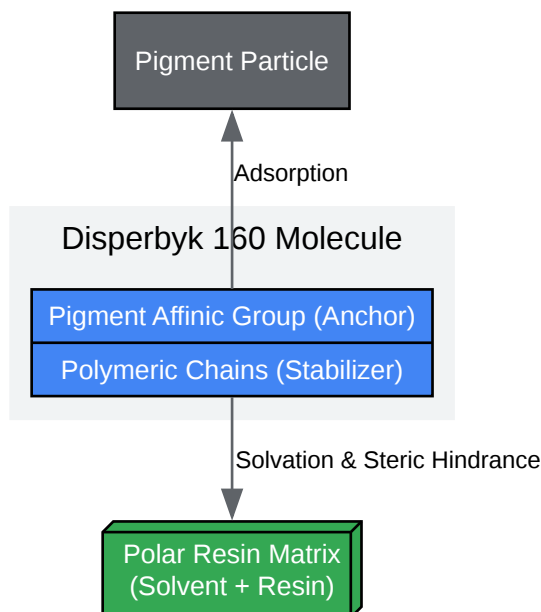 Pigment Particle
Adsorption
Disperbyk 160 Molecule
Pigment Affinic Group (Anchor)
Polymeric Chains (Stabilizer)
Solvation & Steric Hindrance
Polar Resin Matrix
(Solvent + Resin)